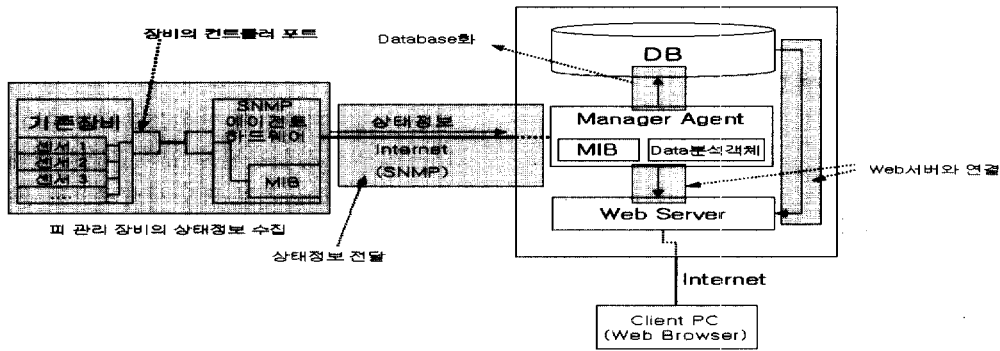 장비의 컨트롤러 포트
Database화
DB
기존장비
센서 1
센서 2
센서 3
....
SNMP
에이전트
하드웨어
MIB
상태정보
Internet
(SNMP)
Manager Agent
MIB
Data분석객체
Web서버와 연결
Web Server
피 관리 장비의 상태정보 수집
상태정보 전달
Internet
Client PC
(Web Browser)